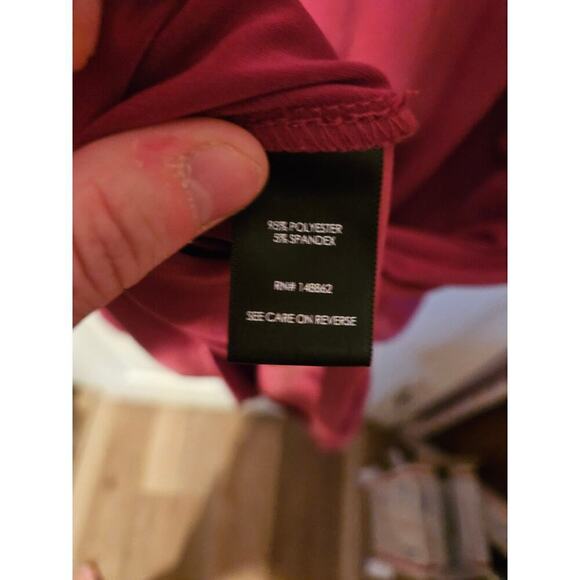 95% POLYESTER
5% SPANDEX
RN# 148862
SEE CARE ON REVERSE